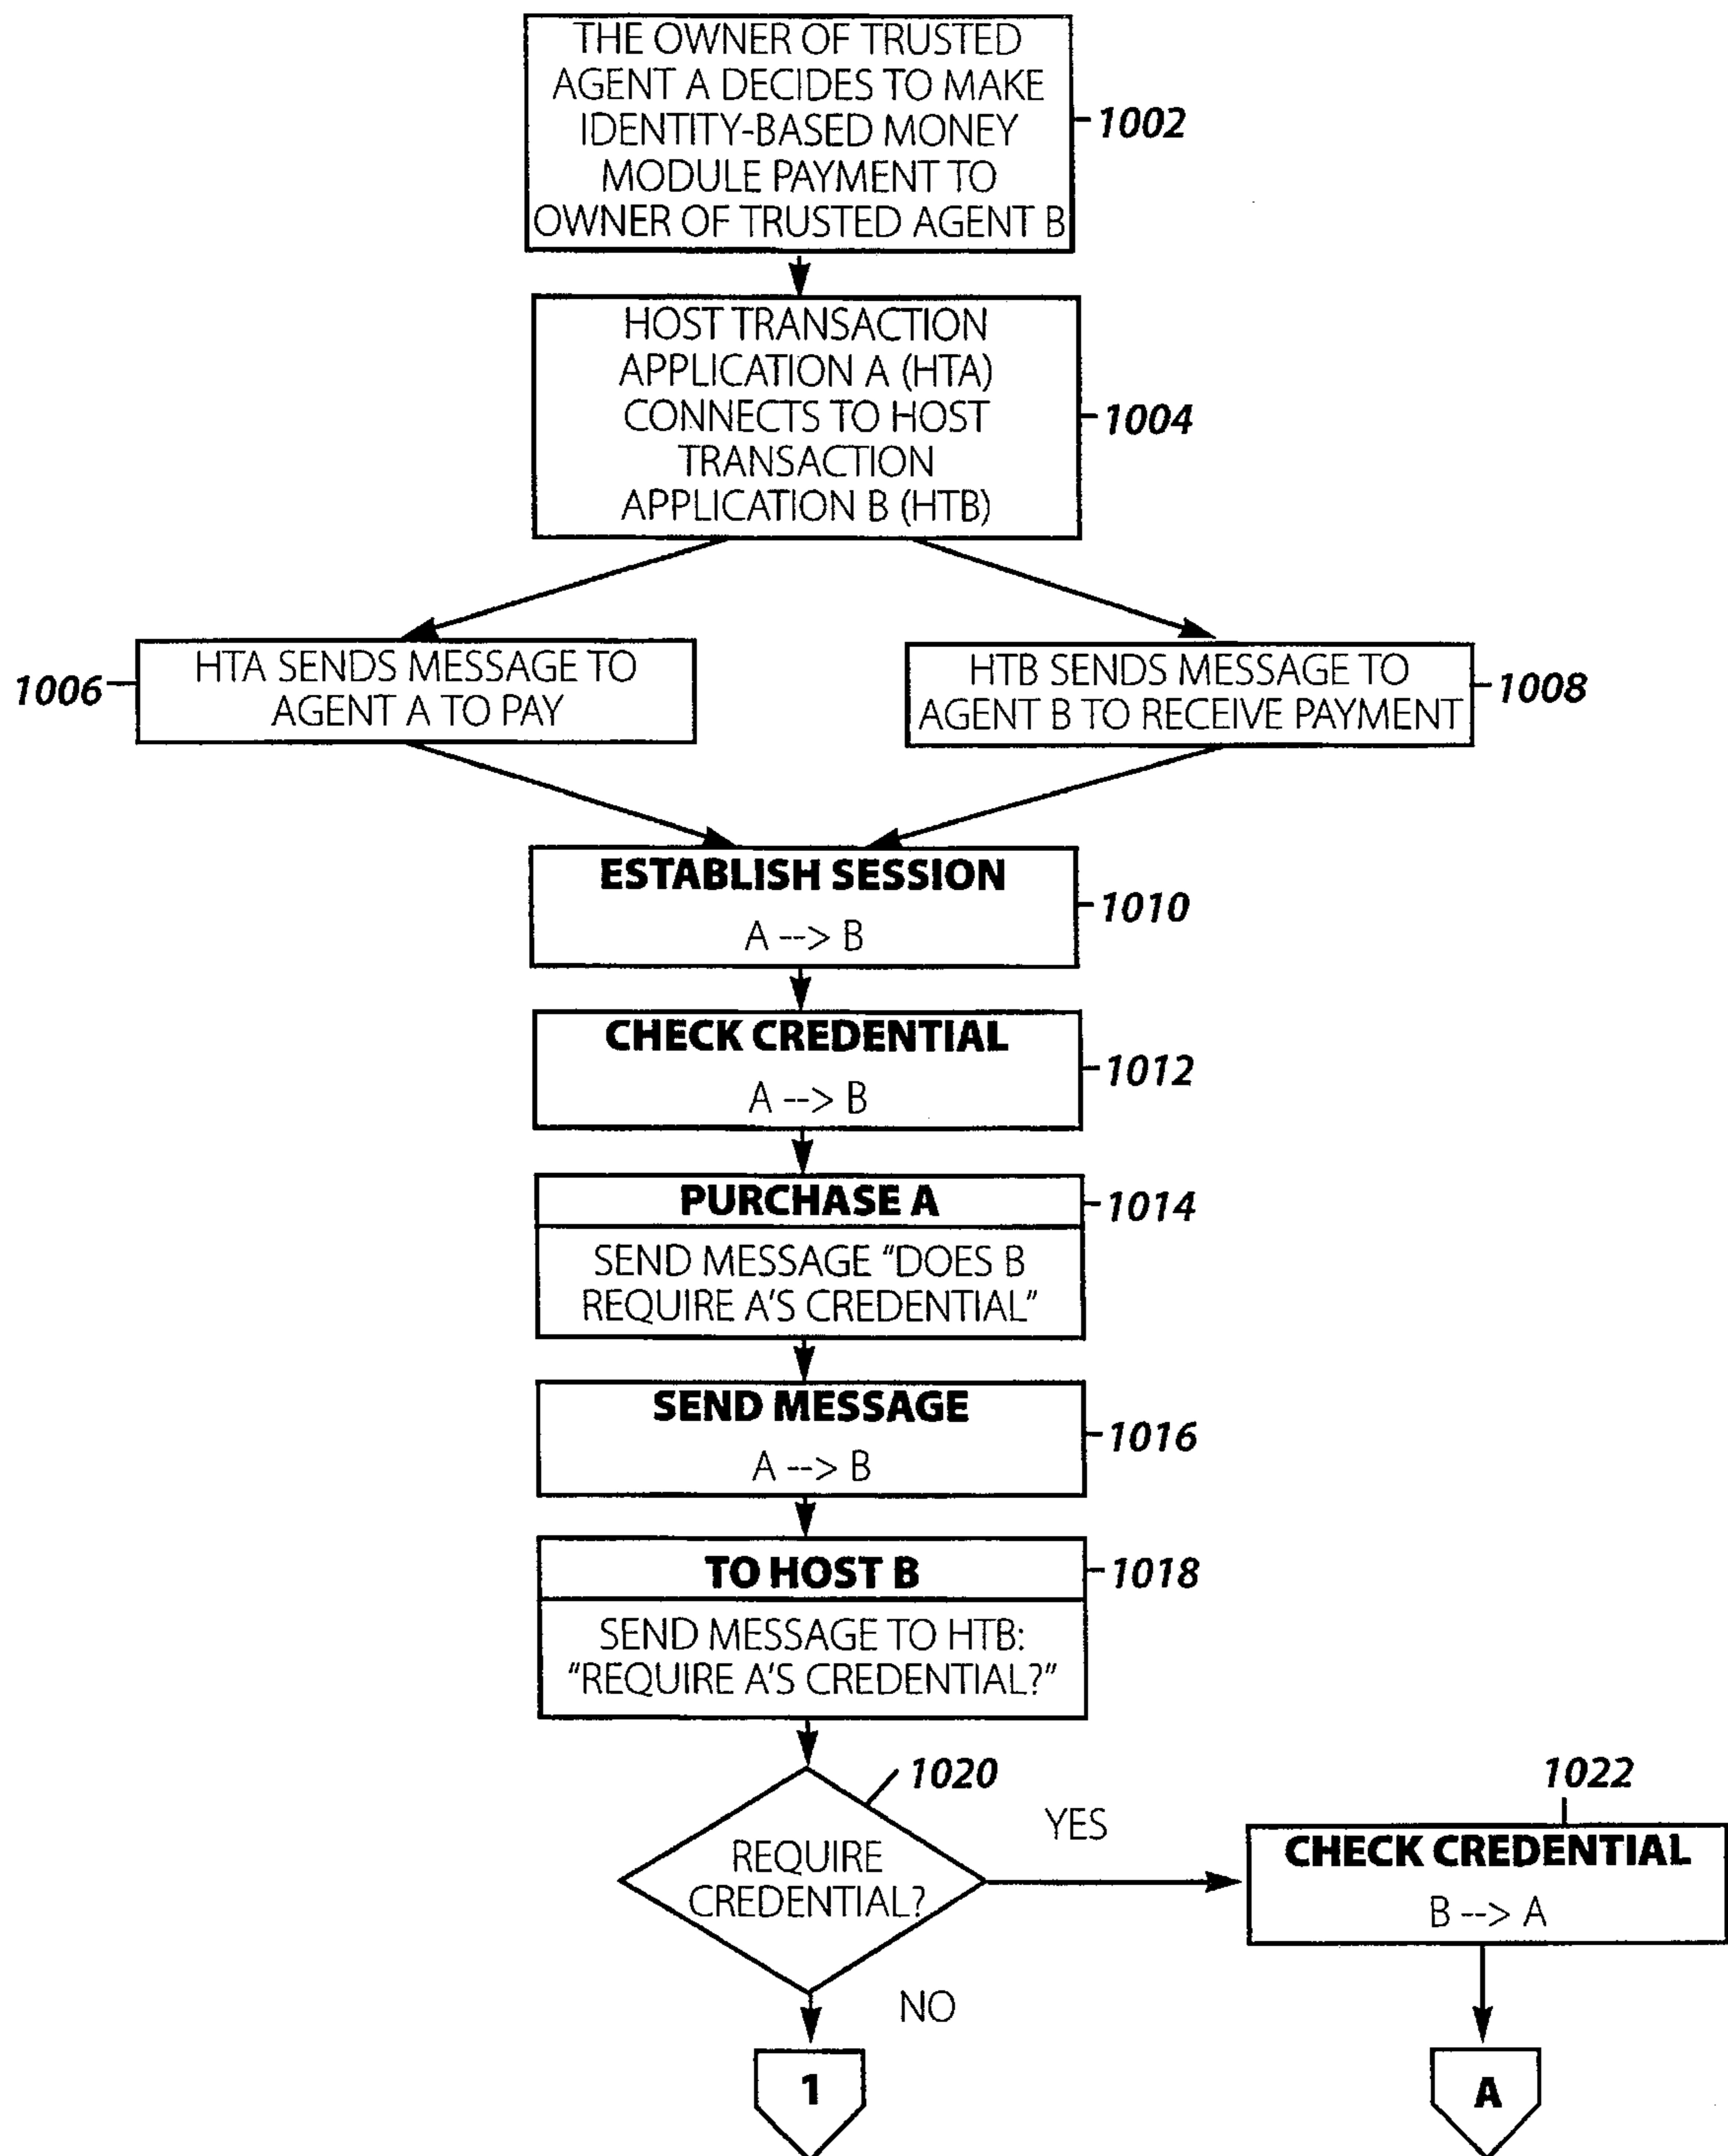 THE OWNER OF TRUSTED
AGENT A DECIDES TO MAKE
IDENTITY-BASED MONEY
MODULE PAYMENT TO
OWNER OF TRUSTED AGENT B
1002
HOST TRANSACTION
APPLICATION A (HTA)
CONNECTS TO HOST
TRANSACTION
APPLICATION B (HTB)
1004
1006
HTA SENDS MESSAGE TO
AGENT A TO PAY
HTB SENDS MESSAGE TO
AGENT B TO RECEIVE PAYMENT
1008
ESTABLISH SESSION
A --> B
1010
CHECK CREDENTIAL
A --> B
1012
PURCHASE A
1014
SEND MESSAGE “DOES B
REQUIRE A'S CREDENTIAL”
SEND MESSAGE
A --> B
1016
TO HOST B
1018
SEND MESSAGE TO HTB:
“REQUIRE A'S CREDENTIAL?”
1020
REQUIRE
CREDENTIAL?
YES
1022
CHECK CREDENTIAL
B --> A
NO
1
A